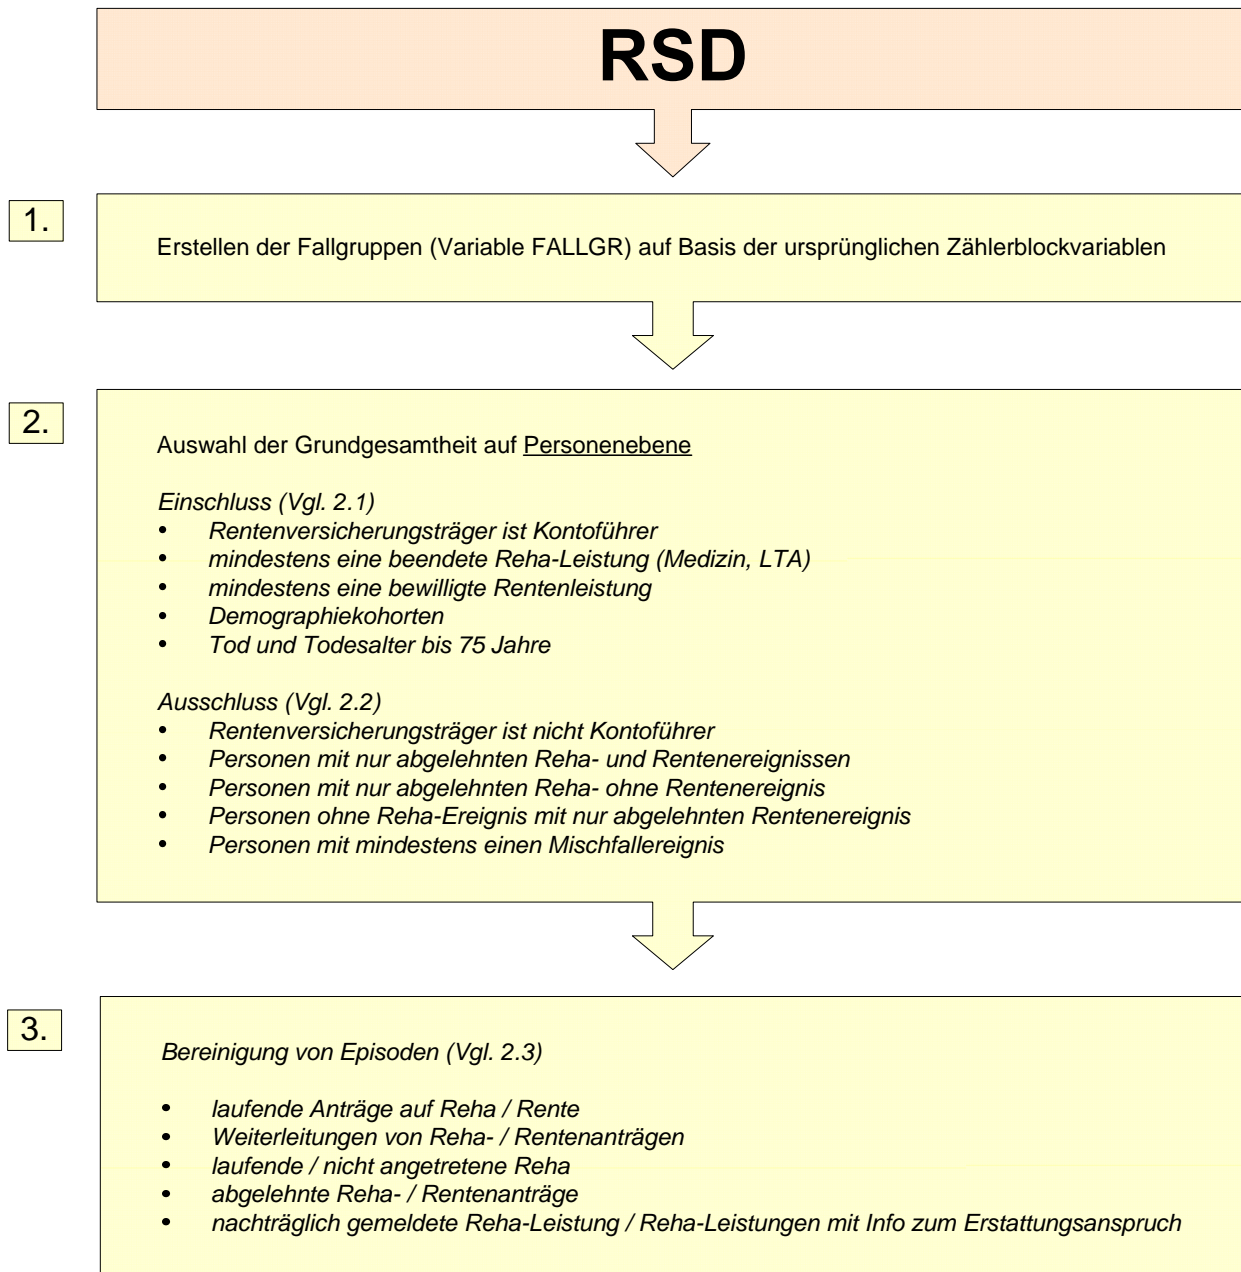 RSD
1.
Erstellen der Fallgruppen (Variable FALLGR) auf Basis der ursprünglichen Zählerblockvariablen
2.
Auswahl der Grundgesamtheit auf Personenebene
Einschluss (Vgl. 2.1)
• Rentenversicherungsträger ist Kontoführer
• mindestens eine beendete Reha-Leistung (Medizin, LTA)
• mindestens eine bewilligte Rentenleistung
• Demographiekohorten
• Tod und Todesalter bis 75 Jahre
Ausschluss (Vgl. 2.2)
• Rentenversicherungsträger ist nicht Kontoführer
• Personen mit nur abgelehnten Reha- und Rentenereignissen
• Personen mit nur abgelehnten Reha- ohne Rentenereignis
• Personen ohne Reha-Ereignis mit nur abgelehnten Rentenereignis
• Personen mit mindestens einen Mischfallereignis
3.
Bereinigung von Episoden (Vgl. 2.3)
• laufende Anträge auf Reha / Rente
• Weiterleitungen von Reha- / Rentenanträgen
• laufende / nicht angetretene Reha
• abgelehnte Reha- / Rentenanträge
• nachträglich gemeldete Reha-Leistung / Reha-Leistungen mit Info zum Erstattungsanspruch